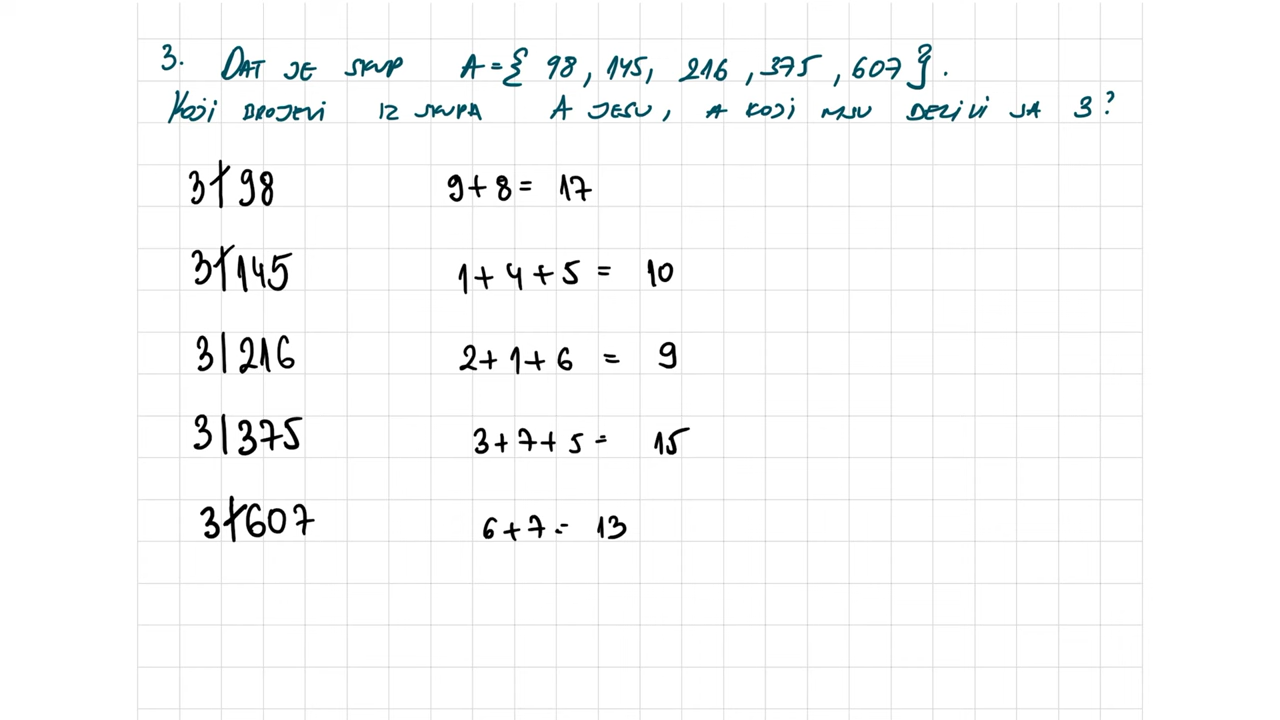 3. DAT JE SKUP A={ 98, 145, 216, 375, 607}.
KOJI BROJEVI IZ SKUPA A JESU, A KOJI NISU DELJIVI SA 3?
3∤98 9+8= 17
3∤145 1+4+5= 10
3|216 2+1+6 = 9
3|375 3+7+5= 15
3∤607 6+7= 13